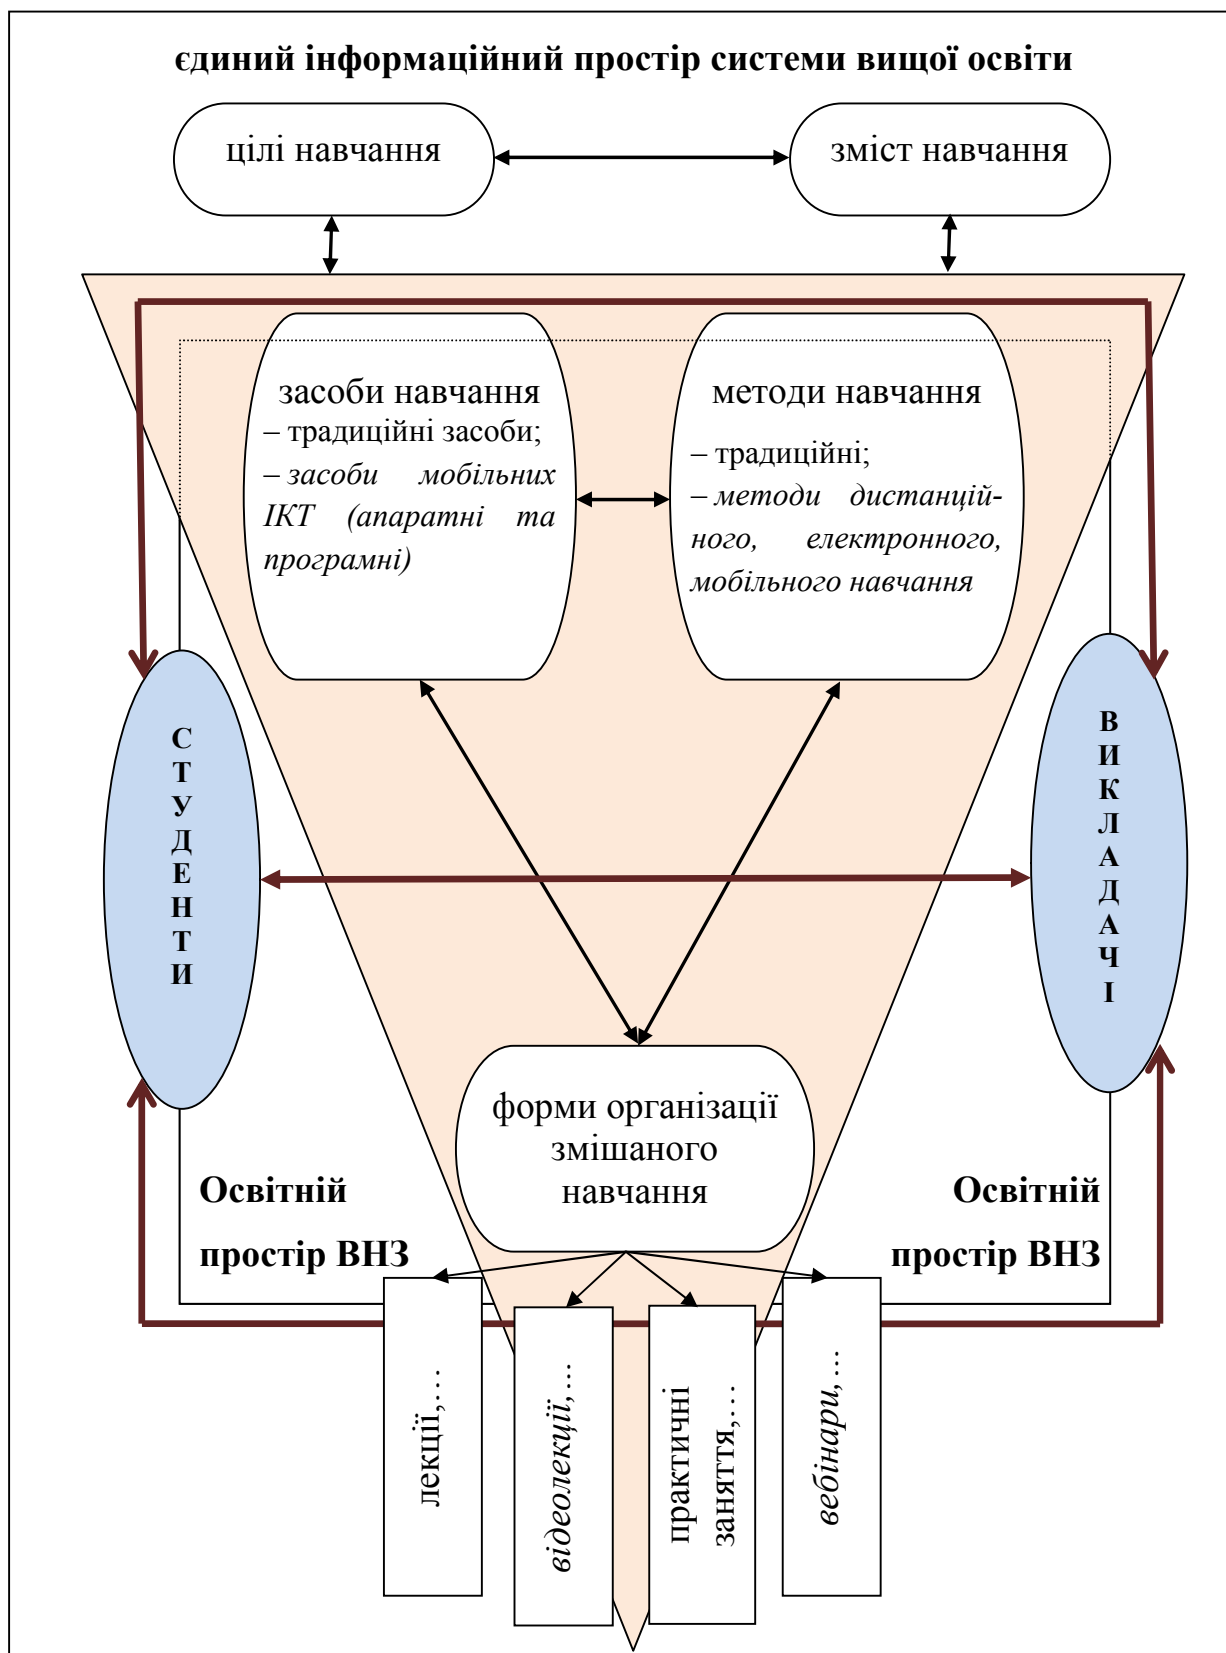 єдиний інформаційний простір системи вищої освіти
цілі навчання
зміст навчання
засоби навчання
– традиційні засоби;
– засоби мобільних
ІКТ (апаратні та
програмні)
методи навчання
– традиційні;
– методи дистанцій-
ного, електронного,
мобільного навчання
СТУДЕНТИ
ВИКЛАДАЧІ
форми організації
змішаного
навчання
Освітній
простір ВНЗ
Освітній
простір ВНЗ
лекції,…
відеолекції,…
практичні
заняття,…
вебінари,…